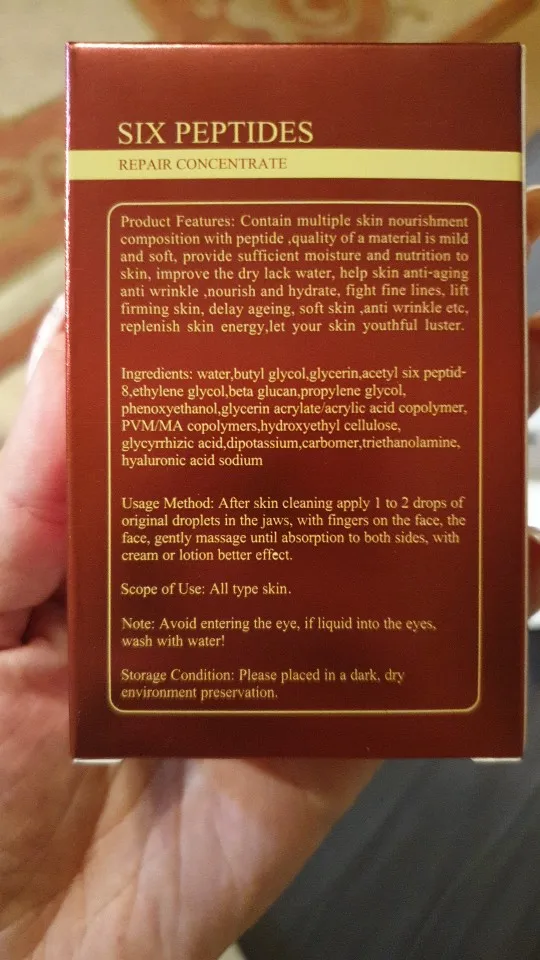 SIX PEPTIDES
REPAIR CONCENTRATE
Product Features: Contain multiple skin nourishment
composition with peptide ,quality of a material is mild
and soft, provide sufficient moisture and nutrition to
skin, improve the dry lack water, help skin anti-aging
anti wrinkle ,nourish and hydrate, fight fine lines, lift
firming skin, delay ageing, soft skin ,anti wrinkle etc,
replenish skin energy,let your skin youthful luster.
Ingredients: water,butyl glycol,glycerin,acetyl six peptid-
8,ethylene glycol,beta glucan,propylene glycol,
phenoxyethanol,glycerin acrylate/acrylic acid copolymer,
PVM/MA copolymers,hydroxyethyl cellulose,
glycyrrhizic acid,dipotassium,carbomer,triethanolamine,
hyaluronic acid sodium
Usage Method: After skin cleaning apply 1 to 2 drops of
original droplets in the jaws, with fingers on the face, the
face, gently massage until absorption to both sides, with
cream or lotion better effect.
Scope of Use: All type skin.
Note: Avoid entering the eye, if liquid into the eyes,
wash with water!
Storage Condition: Please placed in a dark, dry
environment preservation.